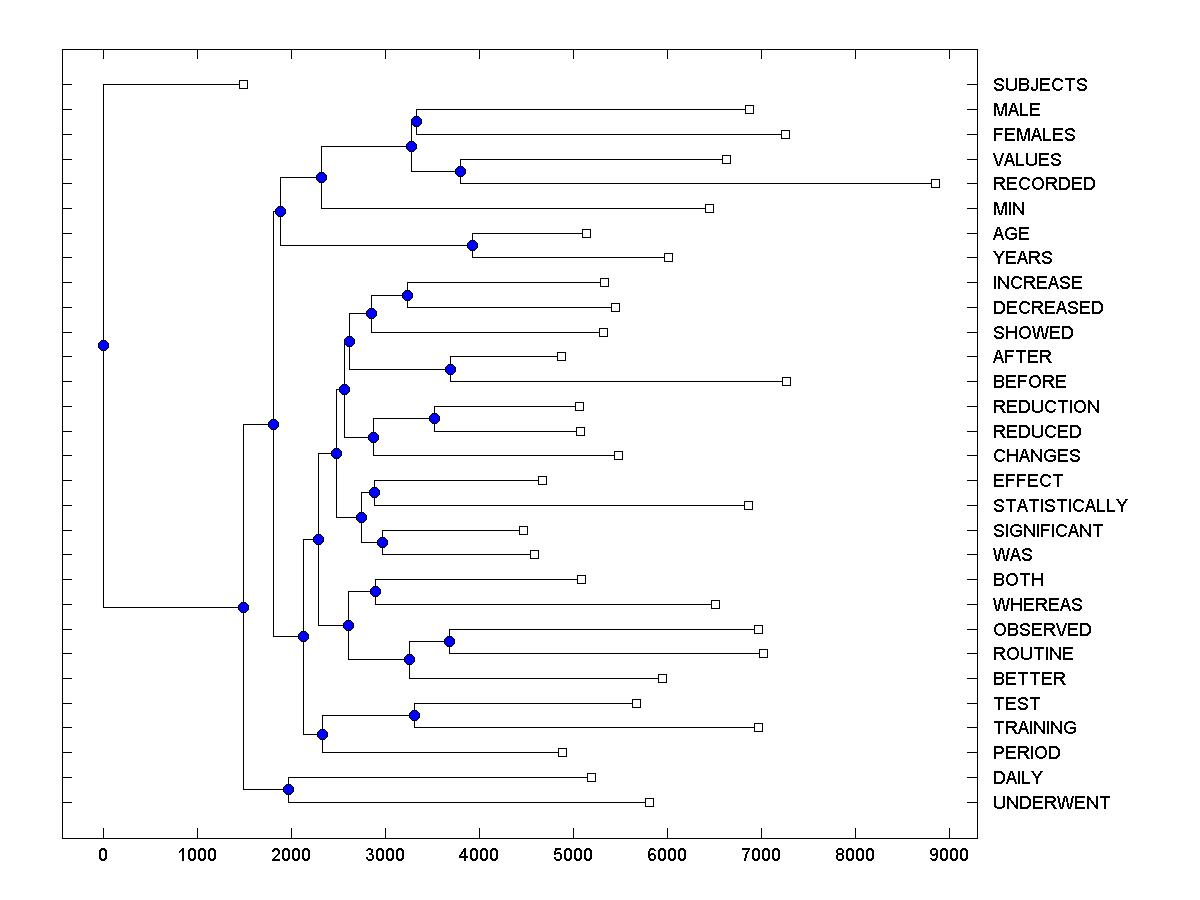 SUBJECTS
MALE
FEMALES
VALUES
RECORDED
MIN
AGE
YEARS
INCREASE
DECREASED
SHOWED
AFTER
BEFORE
REDUCTION
REDUCED
CHANGES
EFFECT
STATISTICALLY
SIGNIFICANT
WAS
BOTH
WHEREAS
OBSERVED
ROUTINE
BETTER
TEST
TRAINING
PERIOD
DAILY
UNDERWENT
0 1000 2000 3000 4000 5000 6000 7000 8000 9000